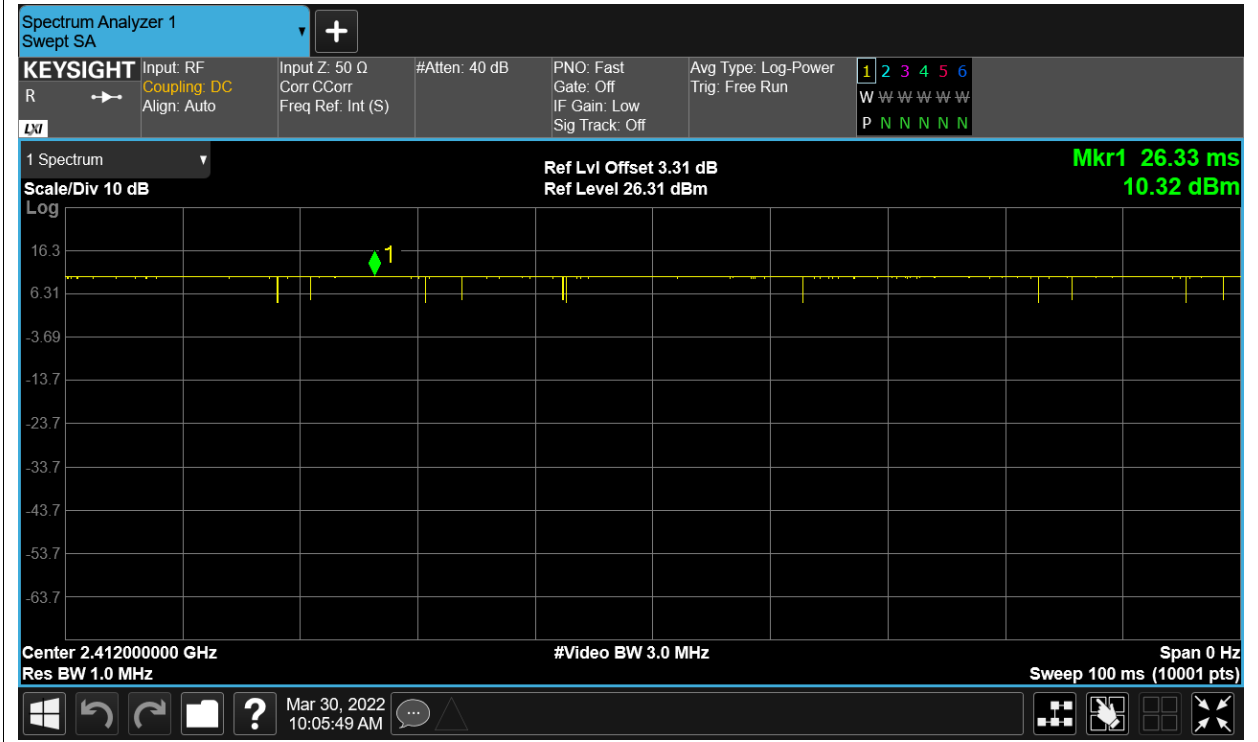 Spectrum Analyzer 1
Swept SA
KEYSIGHT
R
LXI
Input: RF
Coupling: DC
Align: Auto
Input Z: 50 Ω
Corr CCorr
Freq Ref: Int (S)
#Atten: 40 dB
PNO: Fast
Gate: Off
IF Gain: Low
Sig Track: Off
Avg Type: Log-Power
Trig: Free Run
1 2 3 4 5 6
W W W W W W
P N N N N N
1 Spectrum
Scale/Div 10 dB
Log
Ref Lvl Offset 3.31 dB
Ref Level 26.31 dBm
Mkr1 26.33 ms
10.32 dBm
1
16.3
6.31
-3.69
-13.7
-23.7
-33.7
-43.7
-53.7
-63.7
Center 2.412000000 GHz
Res BW 1.0 MHz
#Video BW 3.0 MHz
Span 0 Hz
Sweep 100 ms (10001 pts)
?
Mar 30, 2022
10:05:49 AM